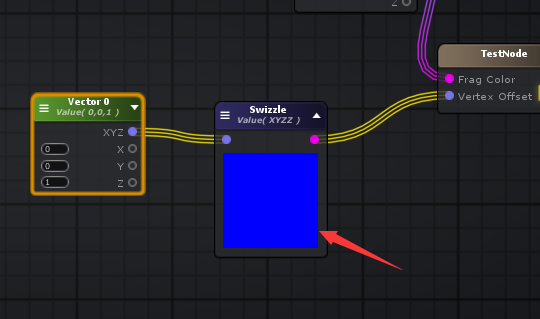 Z
TestNode
Frag Color
Vertex Offset
Vector 0
Value( 0,0,1 )
XYZ
0 X
0 Y
1 Z
Swizzle
Value( XYZZ )